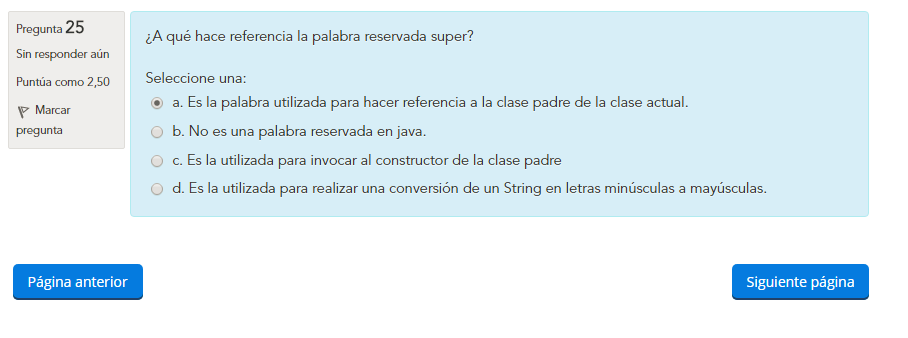 Pregunta 25
Sin responder aún
Puntúa como 2,50
Marcar
pregunta
¿A qué hace referencia la palabra reservada super?
Seleccione una:
a. Es la palabra utilizada para hacer referencia a la clase padre de la clase actual.
b. No es una palabra reservada en java.
c. Es la utilizada para invocar al constructor de la clase padre
d. Es la utilizada para realizar una conversión de un String en letras minúsculas a mayúsculas.
Página anterior
Siguiente página